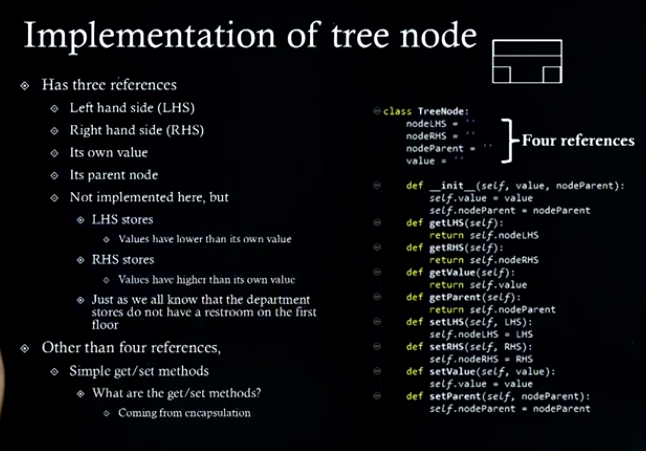 Implementation of tree node
Has three references
Left hand side (LHS)
Right hand side (RHS)
Its own value
Its parent node
Not implemented here, but
LHS stores
Values have lower than its own value
RHS stores
Values have higher than its own value
Just as we all know that the department
stores do not have a restroom on the first
floor
Other than four references,
Simple get/set methods
What are the get/set methods?
Coming from encapsulation
class TreeNode:
nodeLHS = ''
nodeRHS = ''
nodeParent = ''
value = ''
Four references
def __init__(self, value, nodeParent):
self.value = value
self.nodeParent = nodeParent
def getLHS(self):
return self.nodeLHS
def getRHS(self):
return self.nodeRHS
def getValue(self):
return self.value
def getParent(self):
return self.nodeParent
def setLHS(self, LHS):
self.nodeLHS = LHS
def setRHS(self, RHS):
self.nodeRHS = RHS
def setValue(self, value):
self.value = value
def setParent(self, nodeParent):
self.nodeParent = nodeParent